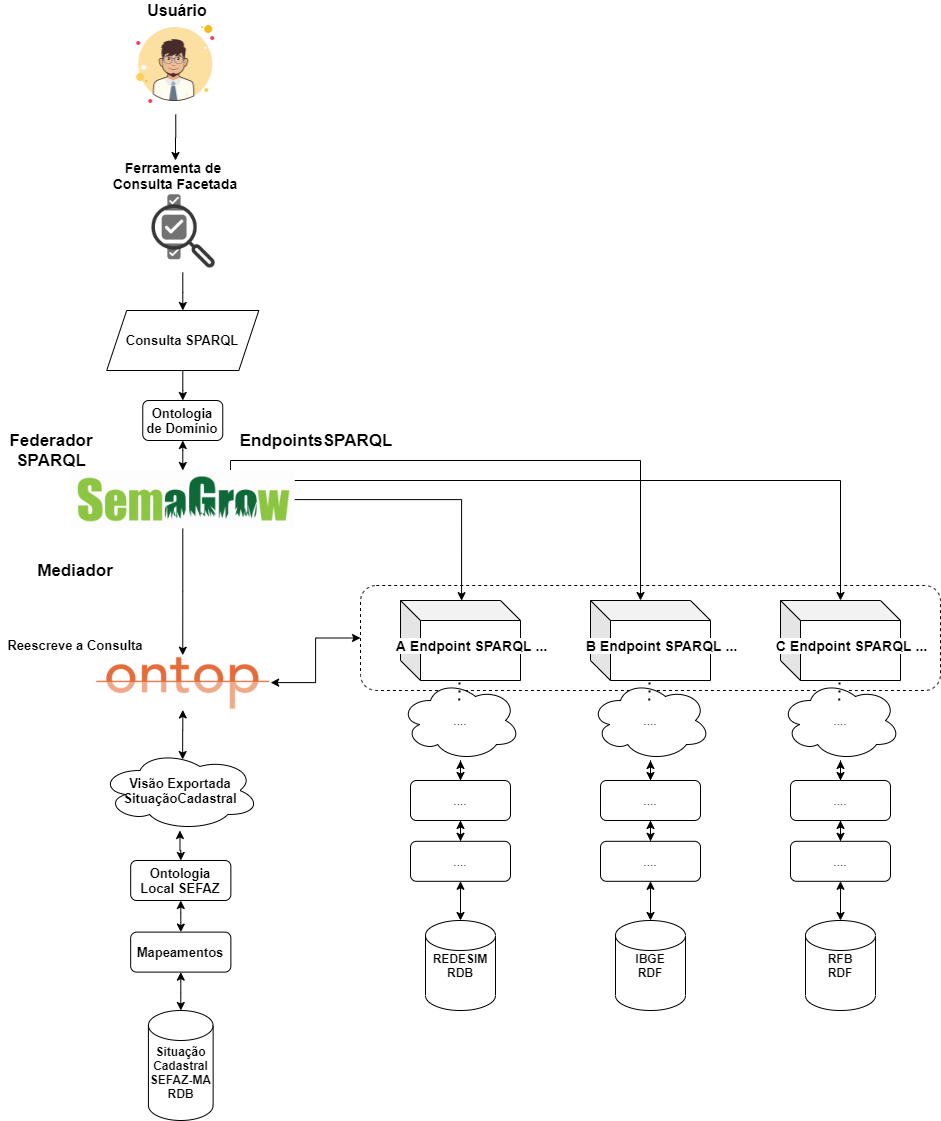 Usuário
Ferramenta de
Consulta Facetada
Consulta SPARQL
Ontologia
de Domínio
Federador
SPARQL
EndpointsSPARQL
SemaGrow
Mediador
Reescreve a Consulta
ontop
A Endpoint SPARQL ...
B Endpoint SPARQL ...
C Endpoint SPARQL ...
....
....
....
Visão Exportada
SituaçãoCadastral
....
....
....
....
....
....
Ontologia
Local SEFAZ
Mapeamentos
REDESIM
RDB
IBGE
RDF
RFB
RDF
Situação
Cadastral
SEFAZ-MA
RDB